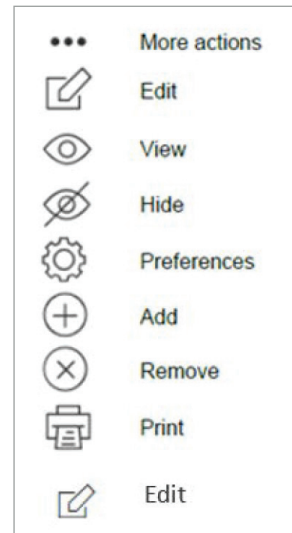 More actions
Edit
View
Hide
Preferences
Add
Remove
Print
Edit